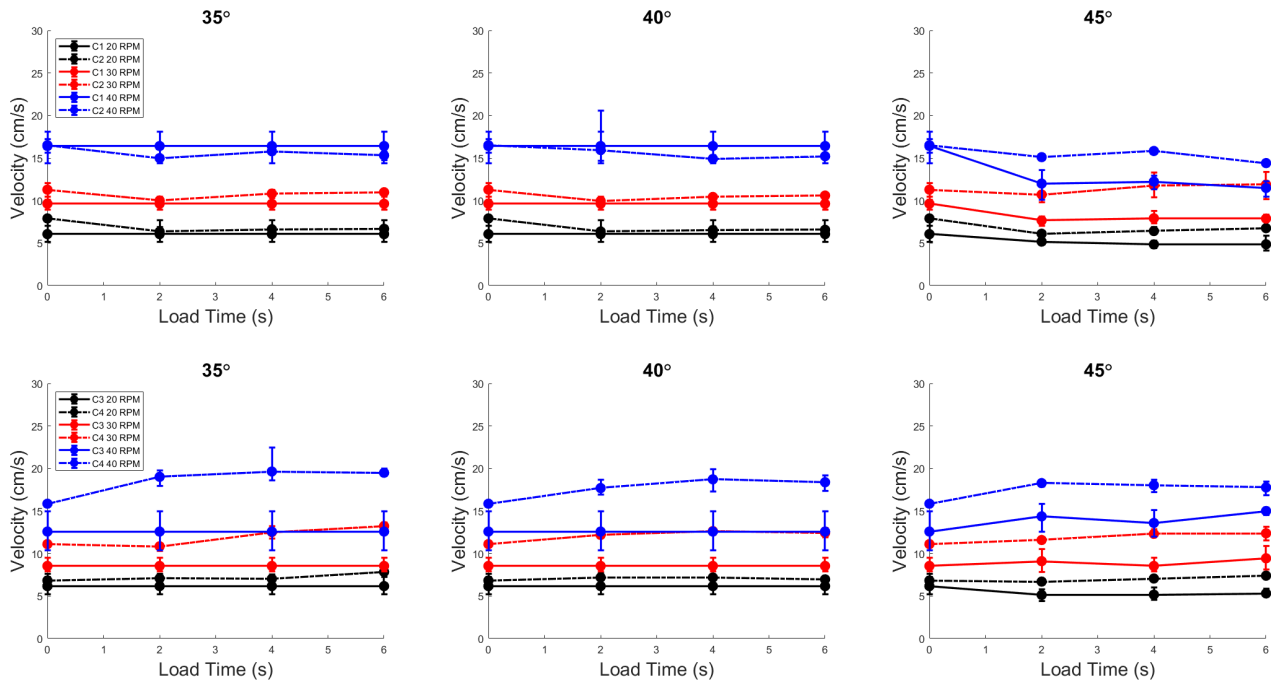 35°
30
25
20
15
10
5
0
Velocity (cm/s)
C1 20 RPM
C2 20 RPM
C1 30 RPM
C2 30 RPM
C1 40 RPM
C2 40 RPM
0 1 2 3 4 5 6
Load Time (s)
40°
30
25
20
15
10
5
0
Velocity (cm/s)
0 1 2 3 4 5 6
Load Time (s)
45°
30
25
20
15
10
5
0
Velocity (cm/s)
0 1 2 3 4 5 6
Load Time (s)
35°
30
25
20
15
10
5
0
Velocity (cm/s)
C3 20 RPM
C4 20 RPM
C3 30 RPM
C4 30 RPM
C3 40 RPM
C4 40 RPM
0 1 2 3 4 5 6
Load Time (s)
40°
30
25
20
15
10
5
0
Velocity (cm/s)
0 1 2 3 4 5 6
Load Time (s)
45°
30
25
20
15
10
5
0
Velocity (cm/s)
0 1 2 3 4 5 6
Load Time (s)